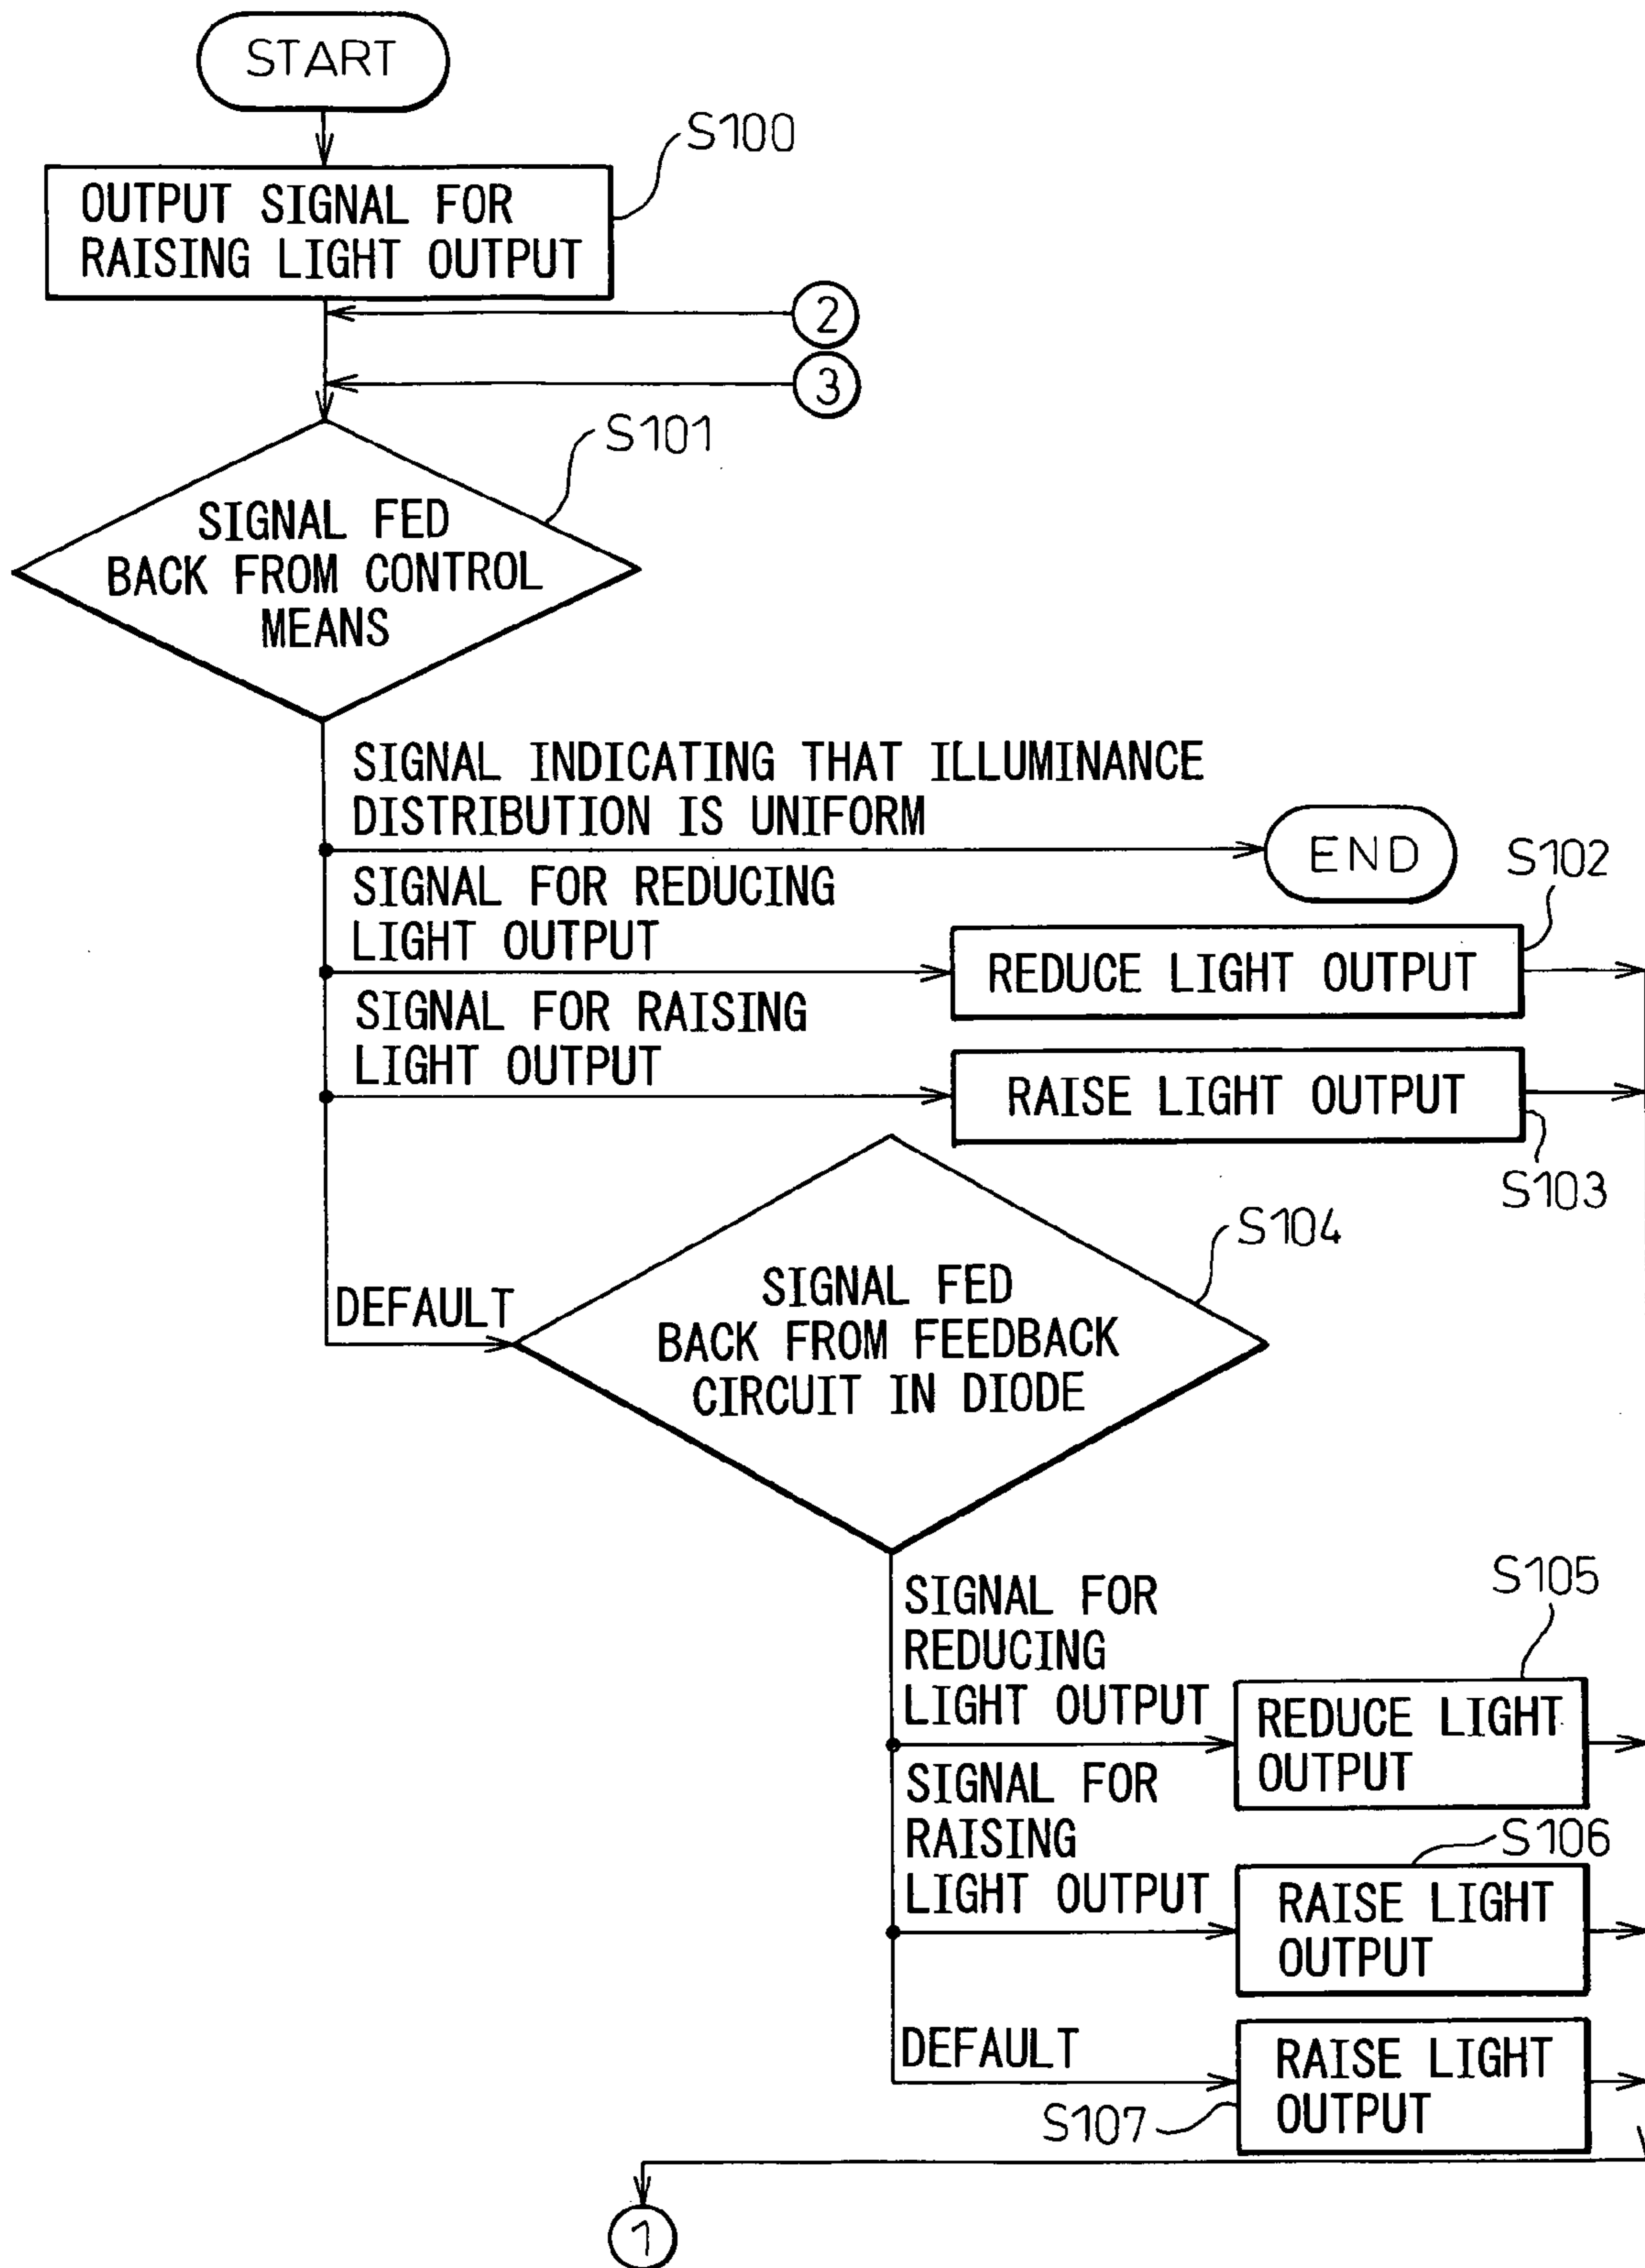 START
S100
OUTPUT SIGNAL FOR
RAISING LIGHT OUTPUT
2
3
S101
SIGNAL FED
BACK FROM CONTROL
MEANS
SIGNAL INDICATING THAT ILLUMINANCE
DISTRIBUTION IS UNIFORM
END
S102
SIGNAL FOR REDUCING
LIGHT OUTPUT
REDUCE LIGHT OUTPUT
SIGNAL FOR RAISING
LIGHT OUTPUT
RAISE LIGHT OUTPUT
S103
S104
SIGNAL FED
BACK FROM FEEDBACK
CIRCUIT IN DIODE
DEFAULT
S105
SIGNAL FOR
REDUCING
LIGHT OUTPUT
REDUCE LIGHT
OUTPUT
SIGNAL FOR
RAISING
LIGHT OUTPUT
S106
RAISE LIGHT
OUTPUT
DEFAULT
RAISE LIGHT
OUTPUT
S107
1